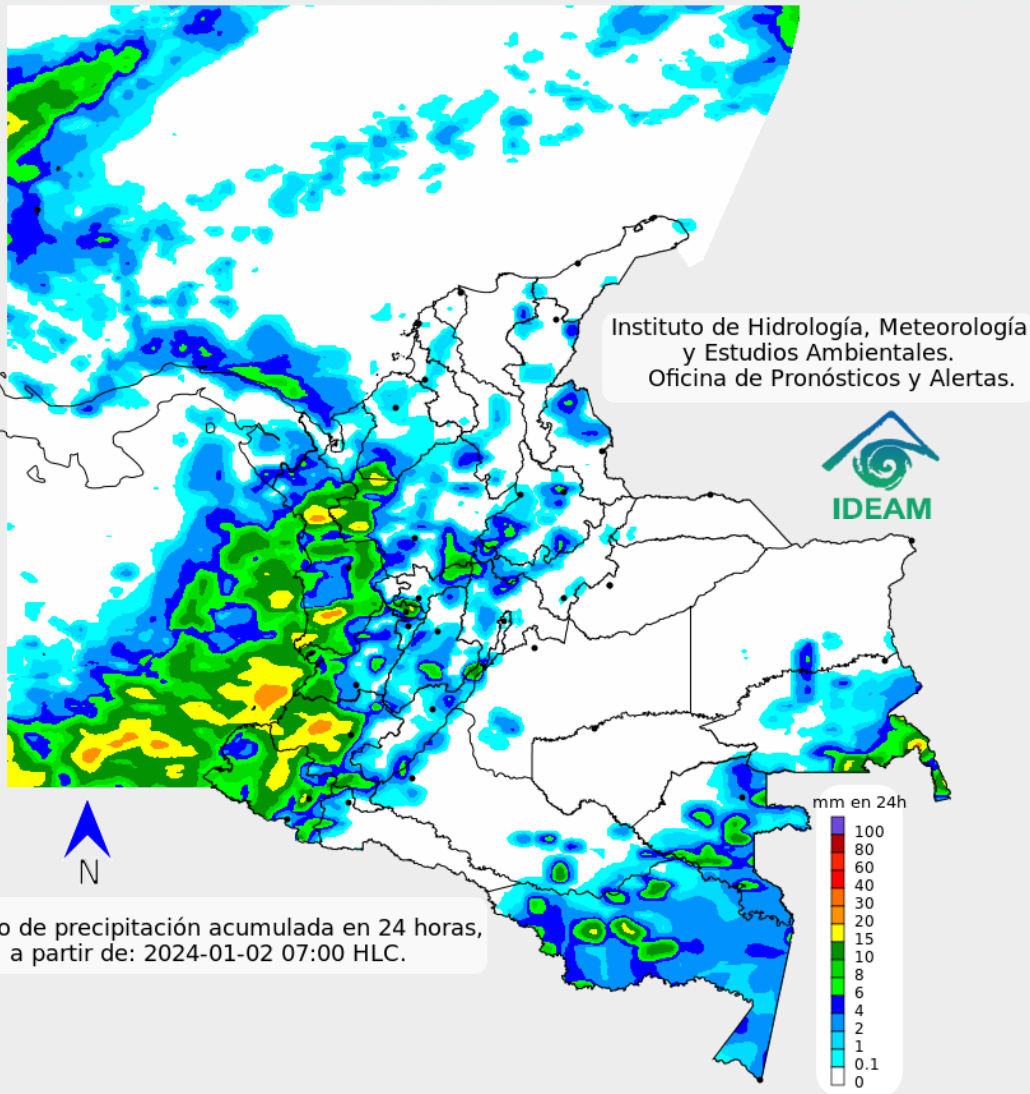 Instituto de Hidrología, Meteorología
y Estudios Ambientales.
Oficina de Pronósticos y Alertas.
IDEAM
mm en 24h
100
80
60
40
30
20
15
10
8
6
4
2
1
0.1
0
N
de precipitación acumulada en 24 horas,
a partir de: 2024-01-02 07:00 HLC.